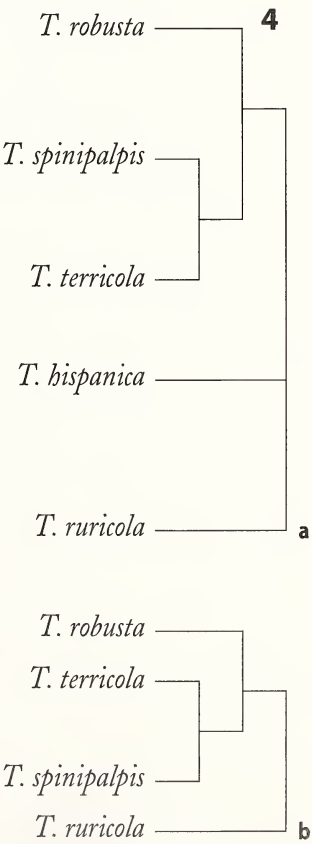 4
T. robusta
T. spinipalpis
T. terricola
T. hispanica
T. ruricola
a
T. robusta
T. terricola
T. spinipalpis
T. ruricola
b